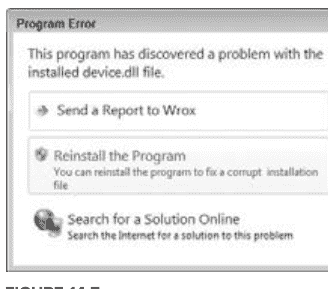 Program Error
This program has discovered a problem with the
installed device.dll file.
Send a Report to Wrox
Reinstall the Program
You can reinstall the program to fix a corrupt installation
file
Search for a Solution Online
Search the Internet for a solution to this problem